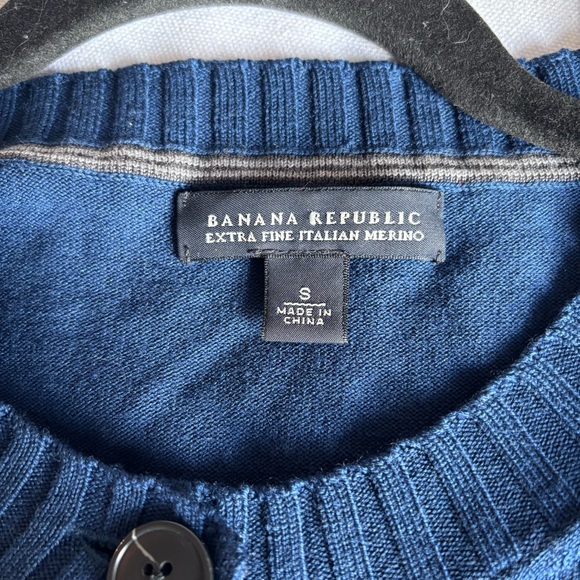 BANANA REPUBLIC
EXTRA FINE ITALIAN MERINO
S
MADE IN
CHINA